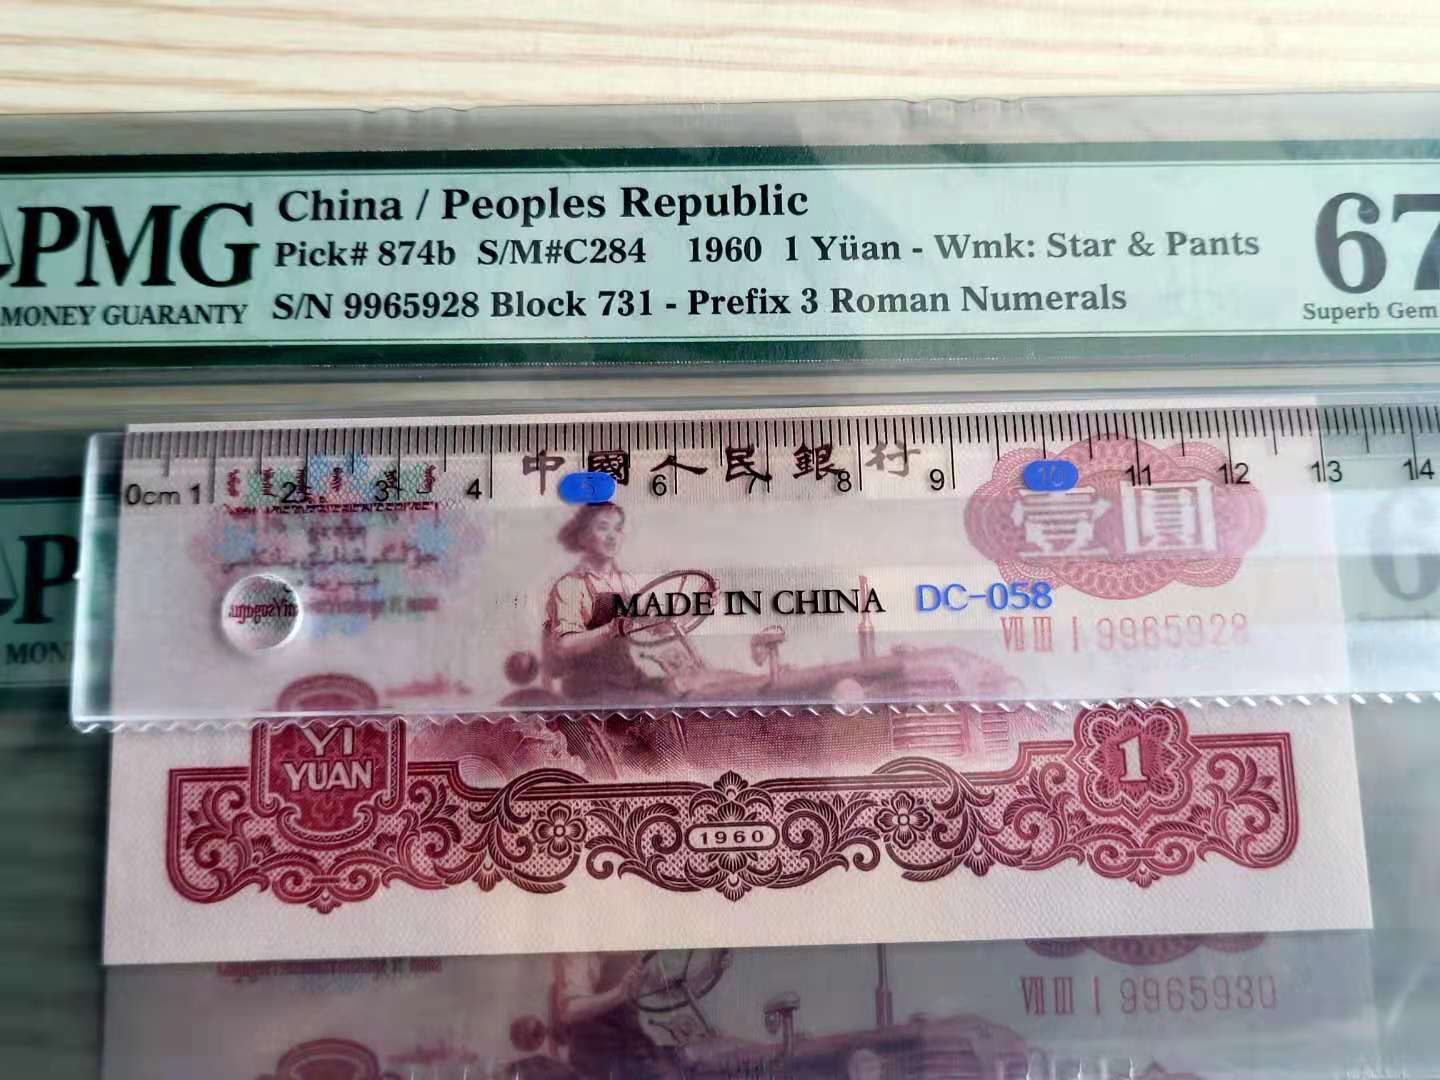 PMG
MONEY GUARANTY
China / Peoples Republic
Pick# 874b S/M#C284 1960 1 Yüan - Wmk: Star & Pants
S/N 9965928 Block 731 - Prefix 3 Roman Numerals
67
Superb Gem
中國人民銀行
0cm 1 2 3 4 5 6 7 8 9 10 11 12 13 14
壹圓
MADE IN CHINA DC-058
VII III I 9965928
YI
YUAN
1
1960
VII III I 9965930